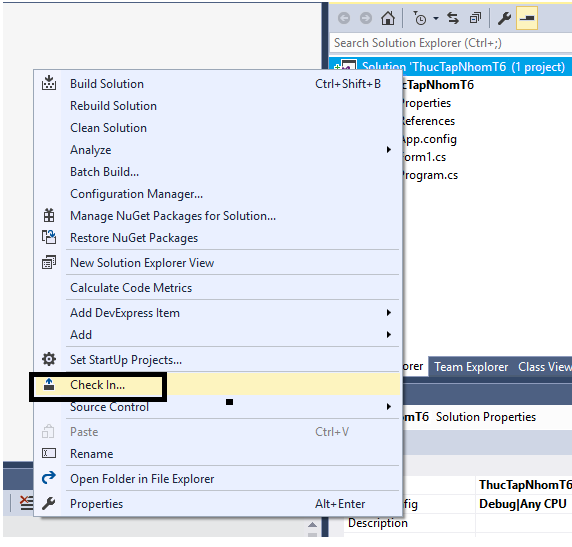 Search Solution Explorer (Ctrl+;)
Solution 'ThucTapNhomT6' (1 project)
ucTapNhomT6
Properties
References
App.config
orm1.cs
Program.cs
Build Solution Ctrl+Shift+B
Rebuild Solution
Clean Solution
Analyze
Batch Build...
Configuration Manager...
Manage NuGet Packages for Solution...
Restore NuGet Packages
New Solution Explorer View
Calculate Code Metrics
Add DevExpress Item
Add
Set StartUp Projects...
Check In...
Source Control
Paste Ctrl+V
Rename
Open Folder in File Explorer
Properties Alt+Enter
orer Team Explorer Class View
omT6 Solution Properties
ThucTapNhomT6
fig Debug|Any CPU
Description